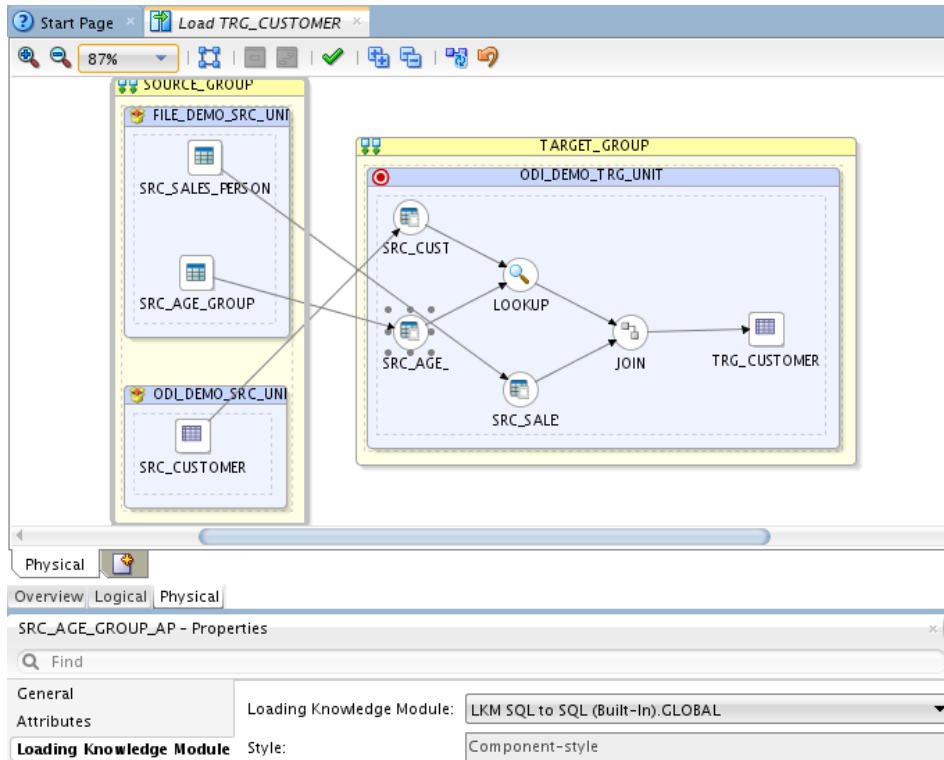 Start Page
Load TRG_CUSTOMER
87%
SOURCE_GROUP
FILE_DEMO_SRC_UNI
SRC_SALES_PERSON
SRC_AGE_GROUP
ODI_DEMO_SRC_UNI
SRC_CUSTOMER
TARGET_GROUP
ODI_DEMO_TRG_UNIT
SRC_CUST
LOOKUP
SRC_AGE_
JOIN
TRG_CUSTOMER
SRC_SALE
Physical
Overview Logical Physical
SRC_AGE_GROUP_AP - Properties
Find
General
Attributes
Loading Knowledge Module
Loading Knowledge Module: LKM SQL to SQL (Built-In).GLOBAL
Style: Component-style